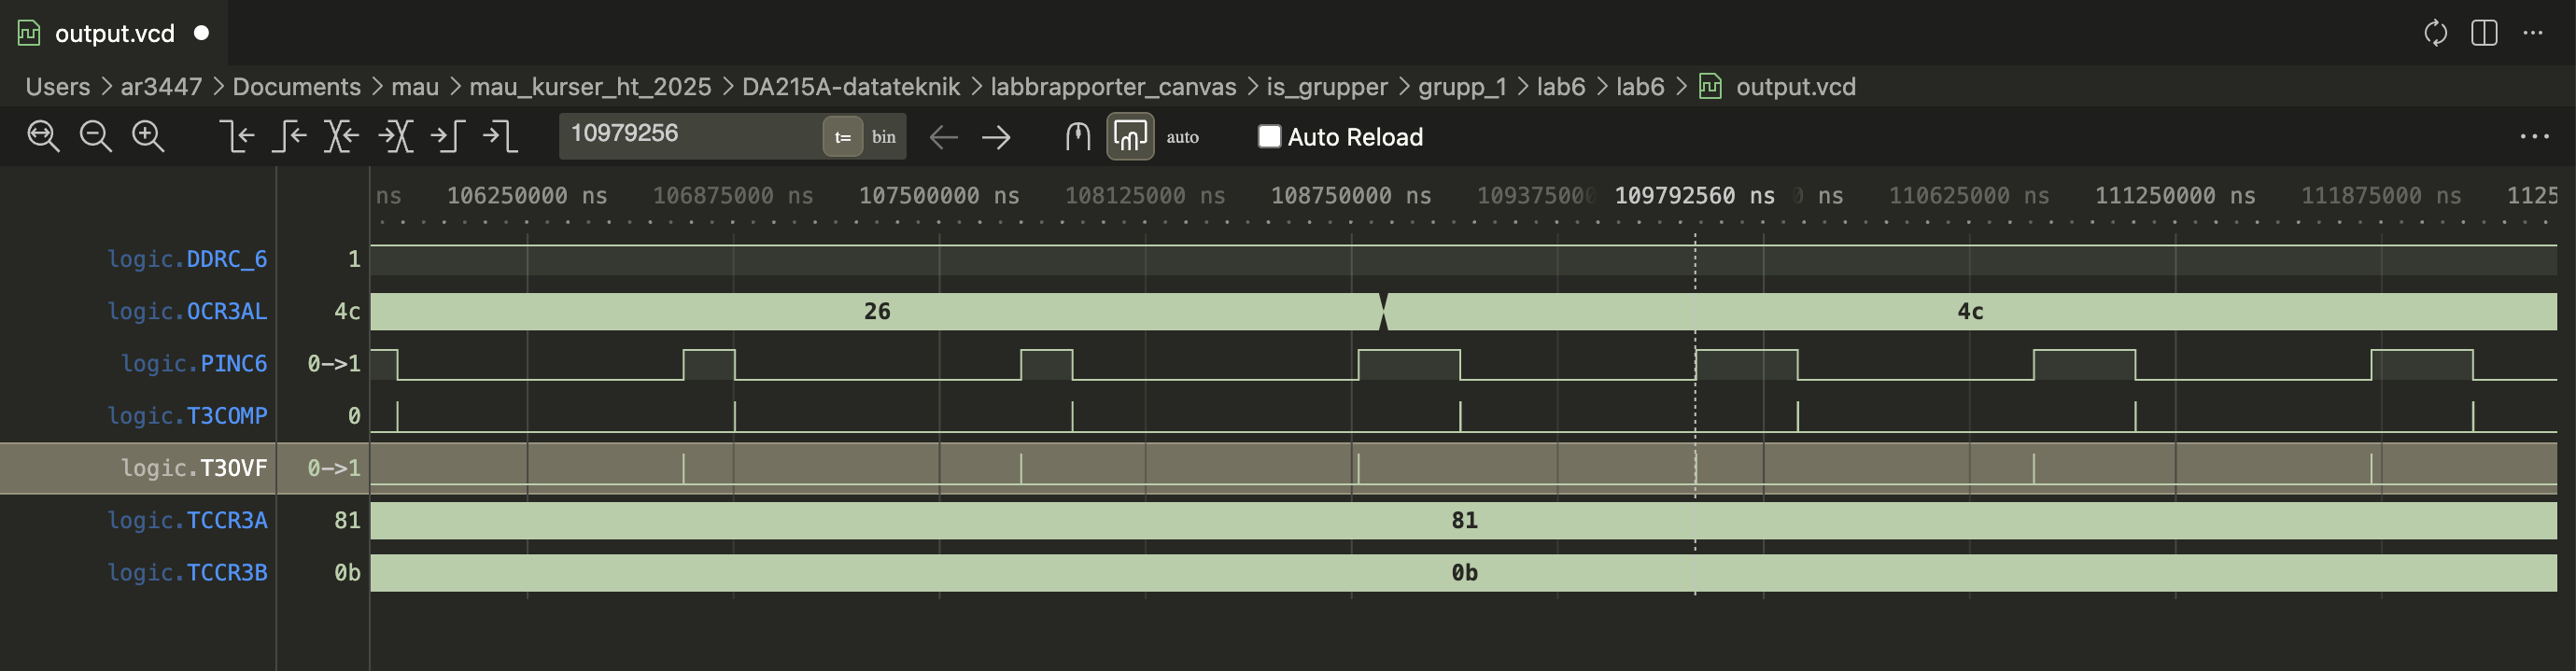 output.vcd
Users > ar3447 > Documents > mau > mau_kurser_ht_2025 > DA215A-datateknik > labbrapporter_canvas > is_grupper > grupp_1 > lab6 > lab6 > output.vcd
10979256 t= bin auto Auto Reload
ns 106250000 ns 106875000 ns 107500000 ns 108125000 ns 108750000 ns 10937500 109792560 ns ns 110625000 ns 111250000 ns 111875000 ns 1125
logic.DDRC_6 1
logic.OCR3AL 4c 26 4c
logic.PINC6 0->1
logic.T3COMP 0
logic.T3OVF 0->1
logic.TCCR3A 81 81
logic.TCCR3B 0b 0b